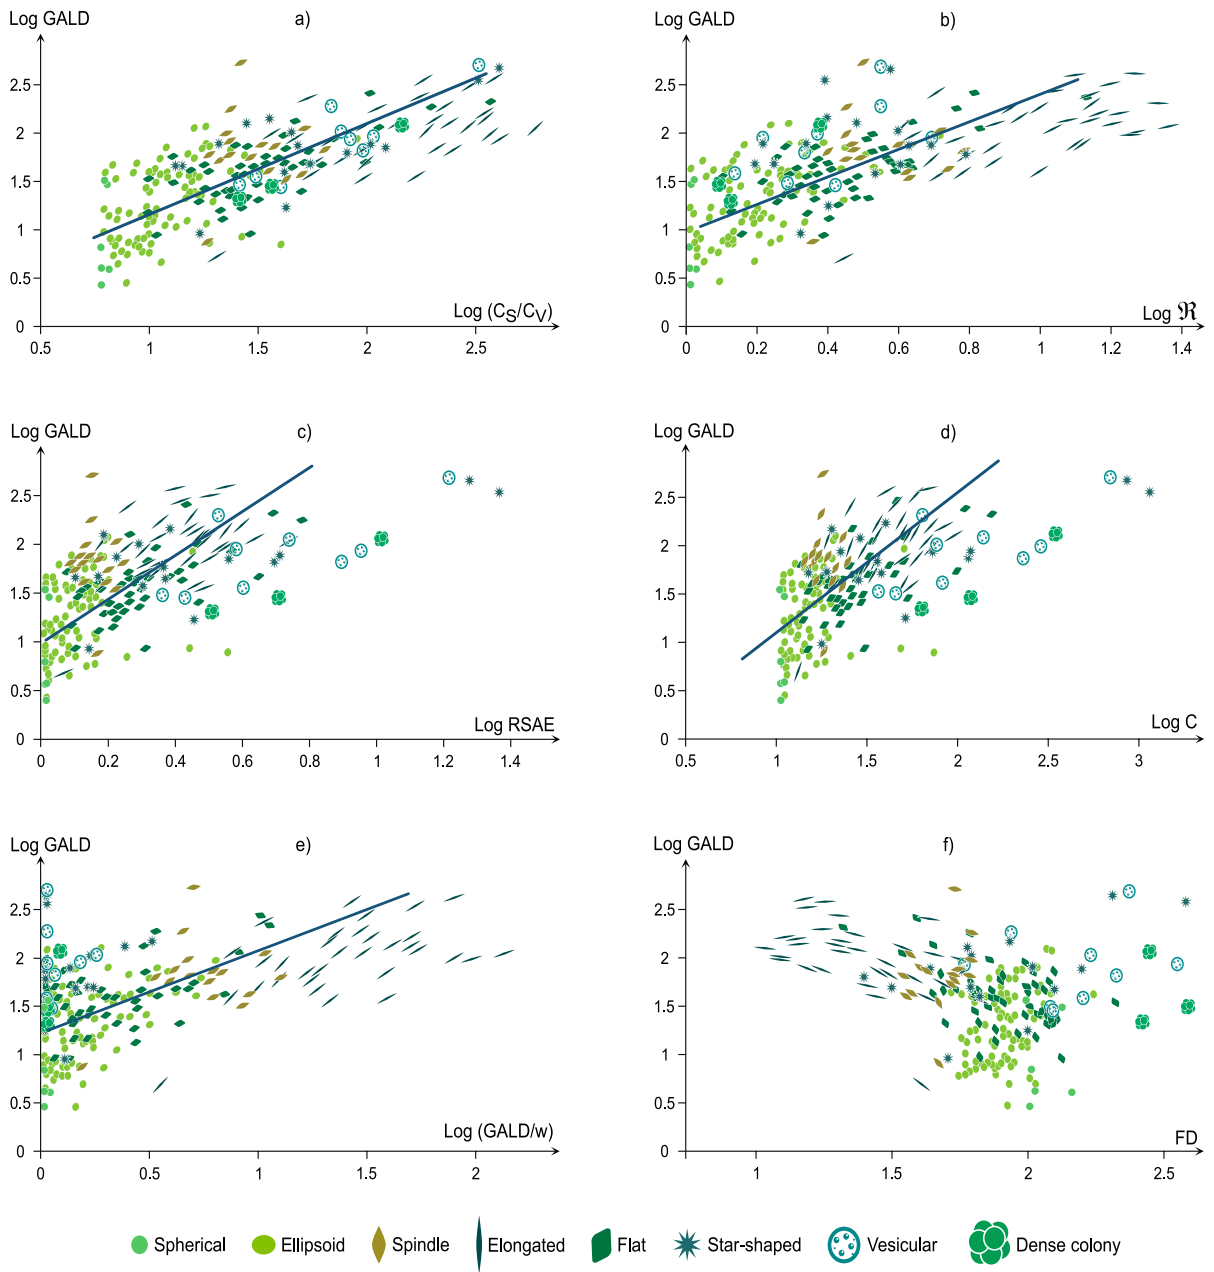 Log GALD a)
2.5
2
1.5
1
0.5
0
0.5 1 1.5 2 2.5
Log (CS/CV)
Log GALD b)
2.5
2
1.5
1
0.5
0
0 0.2 0.4 0.6 0.8 1 1.2 1.4
Log ℜ
Log GALD c)
2.5
2
1.5
1
0.5
0
0 0.2 0.4 0.6 0.8 1 1.2 1.4
Log RSAE
Log GALD d)
2.5
2
1.5
1
0.5
0
0.5 1 1.5 2 2.5 3
Log C
Log GALD e)
2.5
2
1.5
1
0.5
0
0 0.5 1 1.5 2
Log (GALD/w)
Log GALD f)
2.5
2
1.5
1
0.5
0
1 1.5 2 2.5
FD
Spherical Ellipsoid Spindle Elongated Flat Star-shaped Vesicular Dense colony